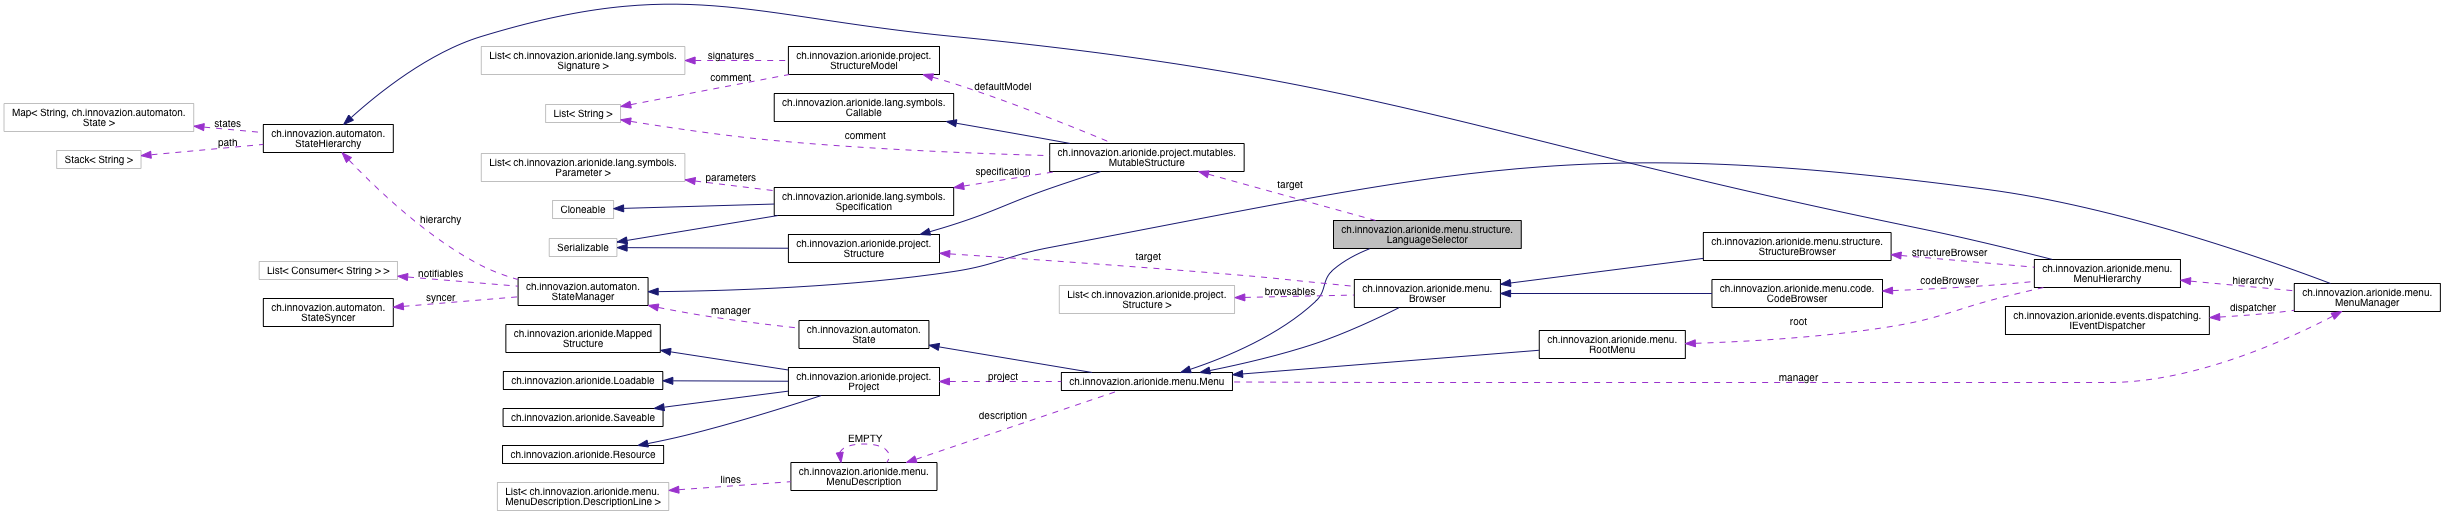 List< ch.innovazion.arionide.lang.symbols.
Signature >
signatures
ch.innovazion.arionide.project.
StructureModel
comment
List< String >
defaultModel
ch.innovazion.arionide.lang.symbols.
Callable
comment
Map< String, ch.innovazion.automaton.
State >
states
path
Stack< String >
ch.innovazion.automaton.
StateHierarchy
ch.innovazion.arionide.project.mutables.
MutableStructure
List< ch.innovazion.arionide.lang.symbols.
Parameter >
parameters
specification
ch.innovazion.arionide.lang.symbols.
Specification
Cloneable
Serializable
target
hierarchy
ch.innovazion.arionide.project.
Structure
ch.innovazion.arionide.menu.structure.
LanguageSelector
ch.innovazion.arionide.menu.structure.
StructureBrowser
structureBrowser
target
List< Consumer< String > >
notifiables
syncer
ch.innovazion.automaton.
StateSyncer
ch.innovazion.automaton.
StateManager
List< ch.innovazion.arionide.project.
Structure >
browsables
ch.innovazion.arionide.menu.
Browser
ch.innovazion.arionide.menu.code.
CodeBrowser
codeBrowser
ch.innovazion.arionide.menu.
MenuHierarchy
hierarchy
ch.innovazion.arionide.menu.
MenuManager
dispatcher
ch.innovazion.arionide.events.dispatching.
IEventDispatcher
root
manager
ch.innovazion.automaton.
State
ch.innovazion.arionide.Mapped
Structure
ch.innovazion.arionide.menu.
RootMenu
ch.innovazion.arionide.Loadable
ch.innovazion.arionide.project.
Project
project
ch.innovazion.arionide.menu.Menu
manager
ch.innovazion.arionide.Saveable
description
ch.innovazion.arionide.Resource
EMPTY
ch.innovazion.arionide.menu.
MenuDescription
lines
List< ch.innovazion.arionide.menu.
MenuDescription.DescriptionLine >